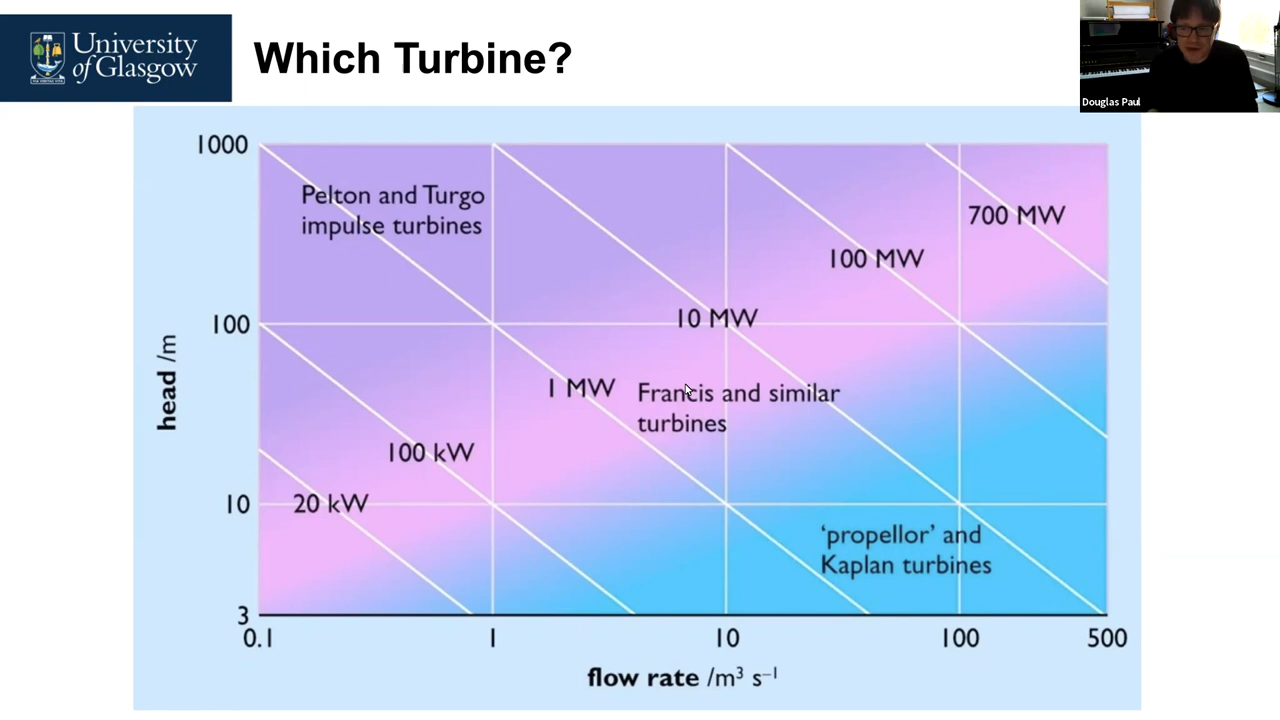 University
of Glasgow
Which Turbine?
Douglas Paul
1000
Pelton and Turgo
impulse turbines
700 MW
100 MW
100
10 MW
head /m
1 MW
Francis and similar
turbines
100 kW
10
20 kW
‘propellor’ and
Kaplan turbines
3
0.1
1
10
100
500
flow rate /m³ s⁻¹